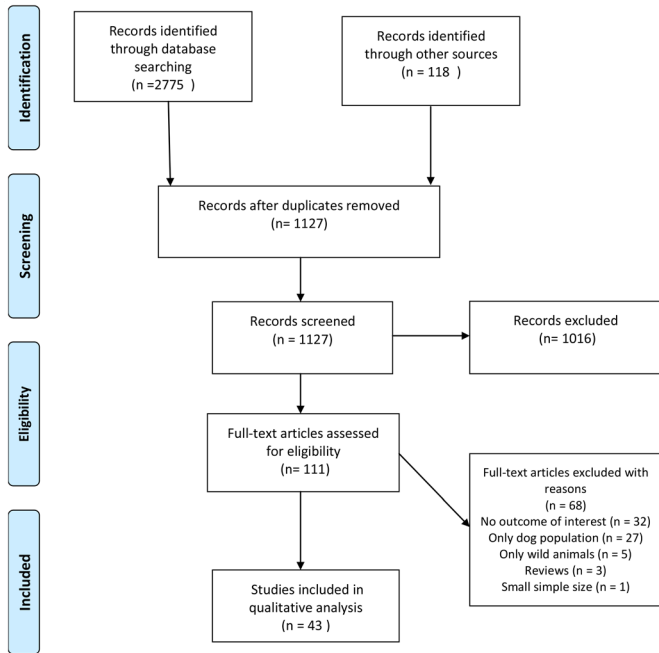 Identification
Records identified
through database
searching
(n =2775  )
Records identified
through other sources
(n = 118  )
Screening
Records after duplicates removed
(n= 1127)
Records screened
(n = 1127)
Records excluded
(n= 1016)
Eligibility
Full-text articles assessed
for eligibility
(n= 111)
Full-text articles excluded with
reasons
(n = 68)
No outcome of interest (n = 32)
Only dog population (n = 27)
Only wild animals (n = 5)
Reviews (n = 3)
Small simple size (n = 1)
Included
Studies included in
qualitative analysis
(n = 43 )